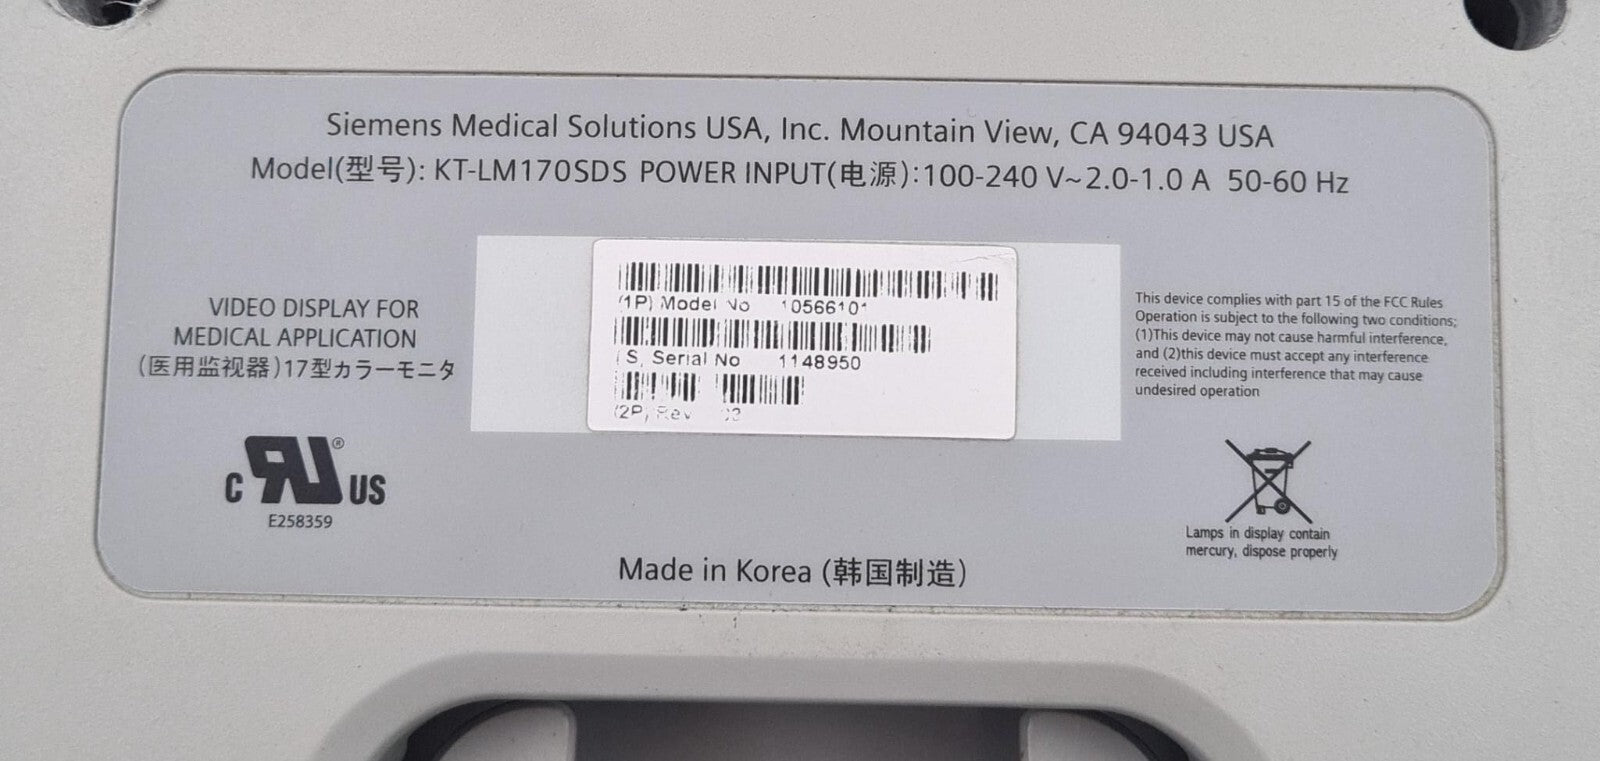 Siemens Medical Solutions USA, Inc. Mountain View, CA 94043 USA
Model(型号): KT-LM170SDS POWER INPUT(电源):100-240 V~2.0-1.0 A 50-60 Hz
VIDEO DISPLAY FOR
MEDICAL APPLICATION
(医用监视器)17型カラーモニタ
(1P) Model No 10566101
(S) Serial No 1148950
(2P) Rev
This device complies with part 15 of the FCC Rules
Operation is subject to the following two conditions;
(1)This device may not cause harmful interference,
and (2)this device must accept any interference
received including interference that may cause
undesired operation
C RU® US
E258359
Lamps in display contain
mercury, dispose properly
Made in Korea (韩国制造)